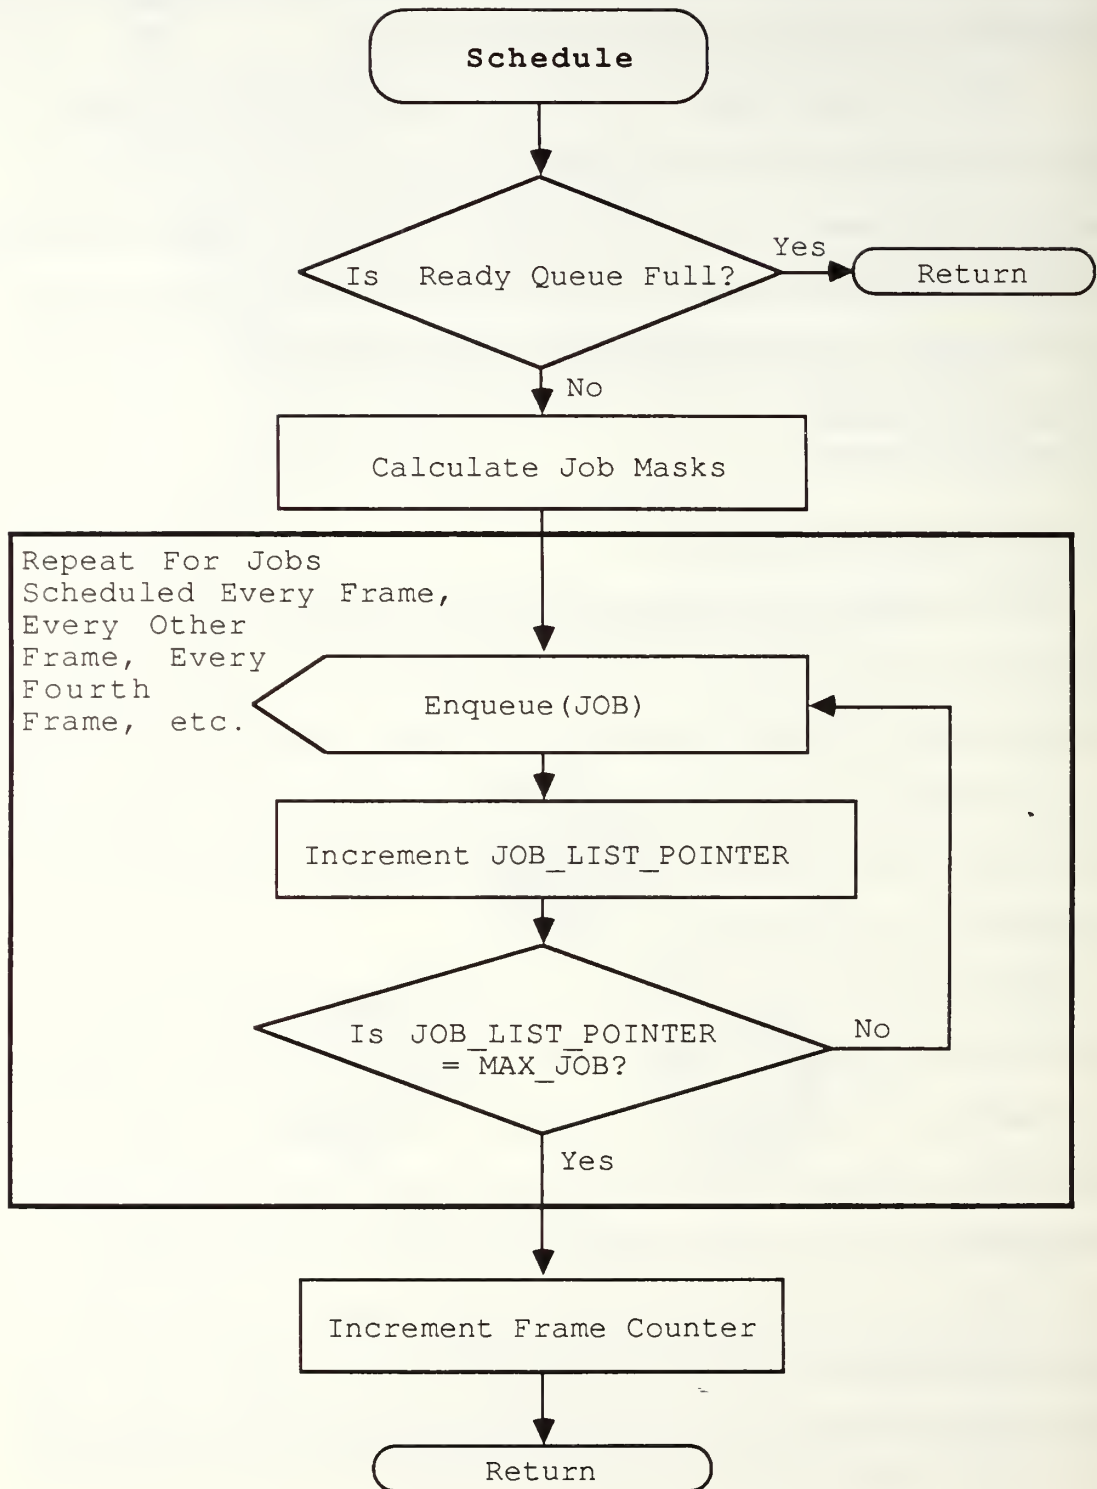 Schedule
Is Ready Queue Full?
Yes
Return
No
Calculate Job Masks
Repeat For Jobs
Scheduled Every Frame,
Every Other
Frame, Every
Fourth
Frame, etc.
Enqueue(JOB)
Increment JOB_LIST_POINTER
Is JOB_LIST_POINTER
= MAX_JOB?
No
Yes
Increment Frame Counter
Return